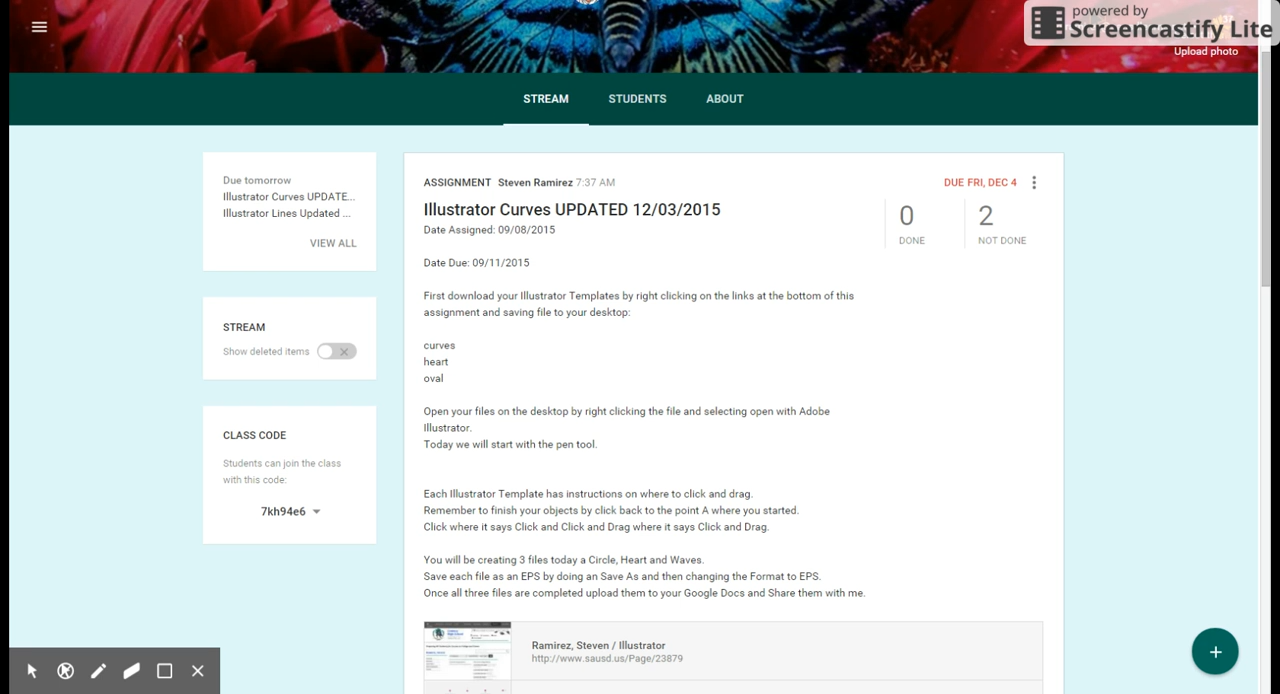 powered by
Screencastify Lite
Upload photo
STREAM
STUDENTS
ABOUT
Due tomorrow
Illustrator Curves UPDATE...
Illustrator Lines Updated ...
VIEW ALL
STREAM
Show deleted items
CLASS CODE
Students can join the class
with this code:
7kh94e6
ASSIGNMENT Steven Ramirez 7:37 AM
DUE FRI, DEC 4
Illustrator Curves UPDATED 12/03/2015
0
DONE
2
NOT DONE
Date Assigned: 09/08/2015
Date Due: 09/11/2015
First download your Illustrator Templates by right clicking on the links at the bottom of this
assignment and saving file to your desktop:
curves
heart
oval
Open your files on the desktop by right clicking the file and selecting open with Adobe
Illustrator.
Today we will start with the pen tool.
Each Illustrator Template has instructions on where to click and drag.
Remember to finish your objects by click back to the point A where you started.
Click where it says Click and Click and Drag where it says Click and Drag.
You will be creating 3 files today a Circle, Heart and Waves.
Save each file as an EPS by doing an Save As and then changing the Format to EPS.
Once all three files are completed upload them to your Google Docs and Share them with me.
Ramirez, Steven / Illustrator
http://www.sausd.us/Page/23879